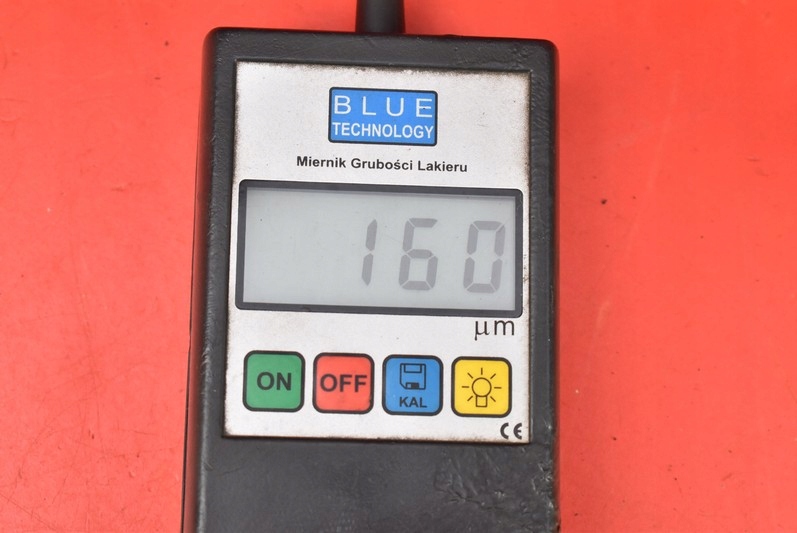 BLUE
TECHNOLOGY
Miernik Grubości Lakieru
160
μm
ON OFF KAL
CE